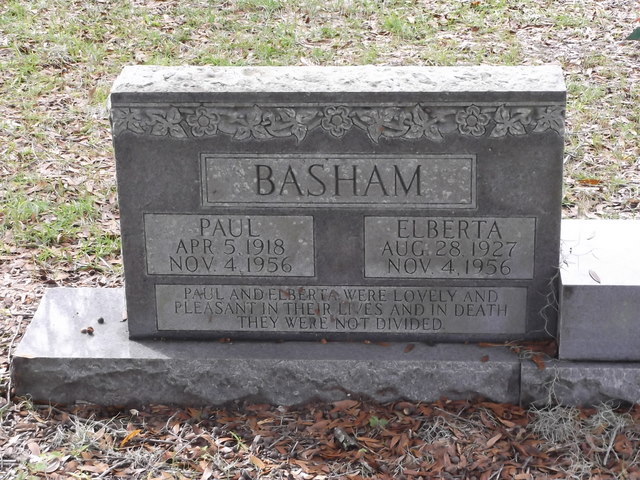 BASHAM
PAUL
APR. 5, 1918
NOV. 4, 1956
ELBERTA
AUG. 28, 1927
NOV. 4, 1956
PAUL AND ELBERTA WERE LOVELY AND
PLEASANT IN THEIR LIVES AND IN DEATH
THEY WERE NOT DIVIDED.